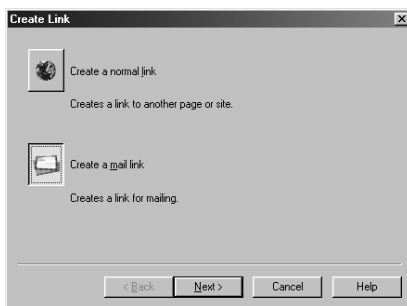 Create Link
Create a normal link
Creates a link to another page or site.
Create a mail link
Creates a link for mailing.
< Back Next > Cancel Help